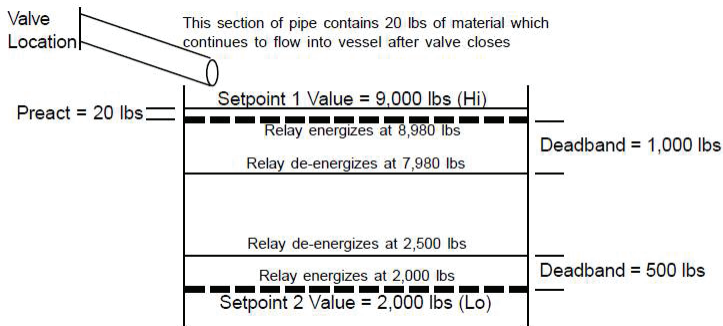 Valve
Location
This section of pipe contains 20 lbs of material which
continues to flow into vessel after valve closes
Setpoint 1 Value = 9,000 lbs (Hi)
Preact = 20 lbs
Relay energizes at 8,980 lbs
Deadband = 1,000 lbs
Relay de-energizes at 7,980 lbs
Relay de-energizes at 2,500 lbs
Relay energizes at 2,000 lbs
Deadband = 500 lbs
Setpoint 2 Value = 2,000 lbs (Lo)